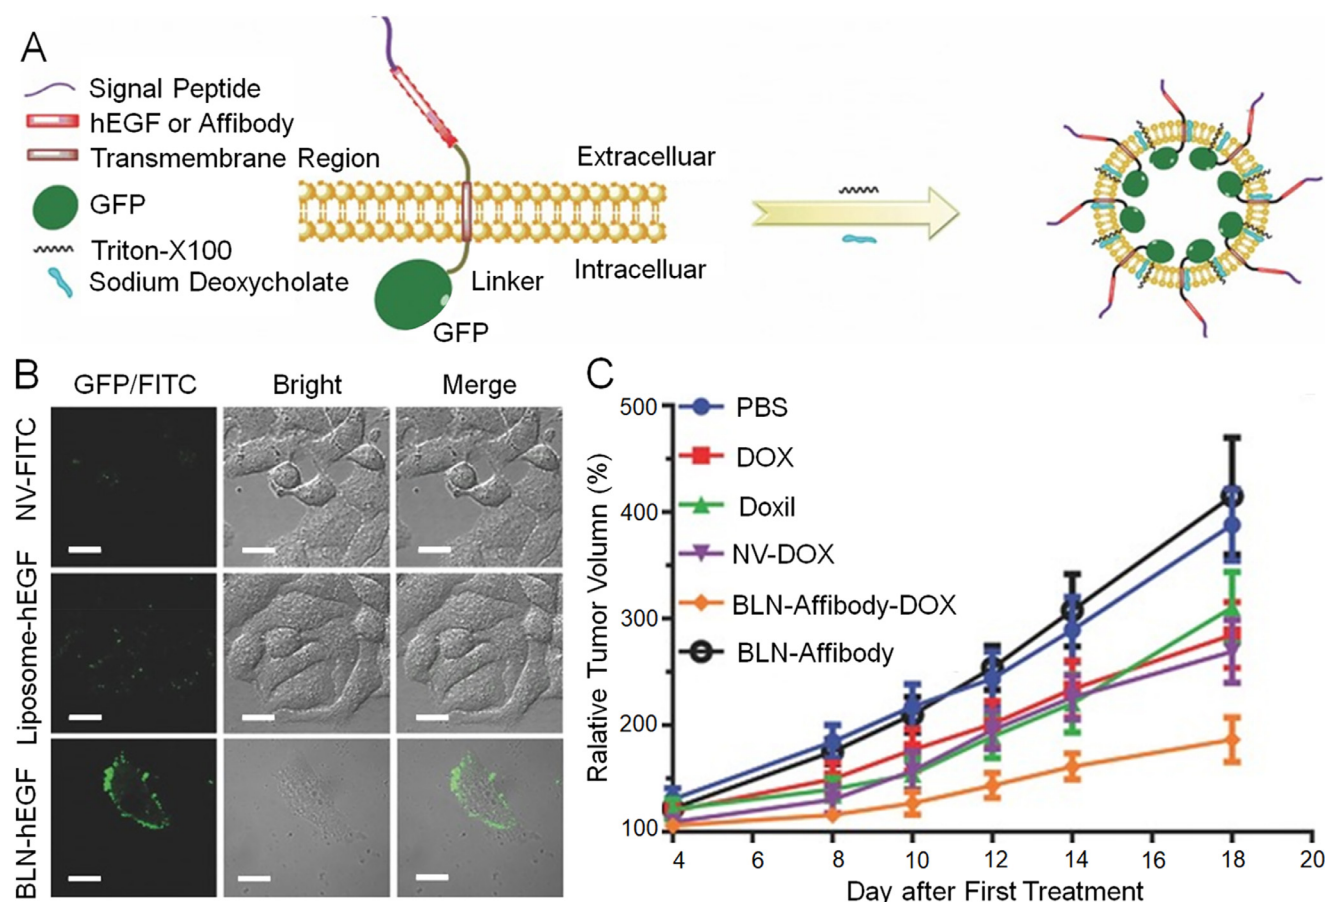 A
Signal Peptide
hEGF or Affibody
Transmembrane Region
GFP
Triton-X100
Sodium Deoxycholate
Extracelluar
Intracelluar
Linker
GFP
B
GFP/FITC
Bright
Merge
NV-FITC
Liposome-hEGF
BLN-hEGF
C
Ralative Tumor Volumn (%)
500
400
300
200
100
PBS
DOX
Doxil
NV-DOX
BLN-Affibody-DOX
BLN-Affibody
4 6 8 10 12 14 16 18 20
Day after First Treatment